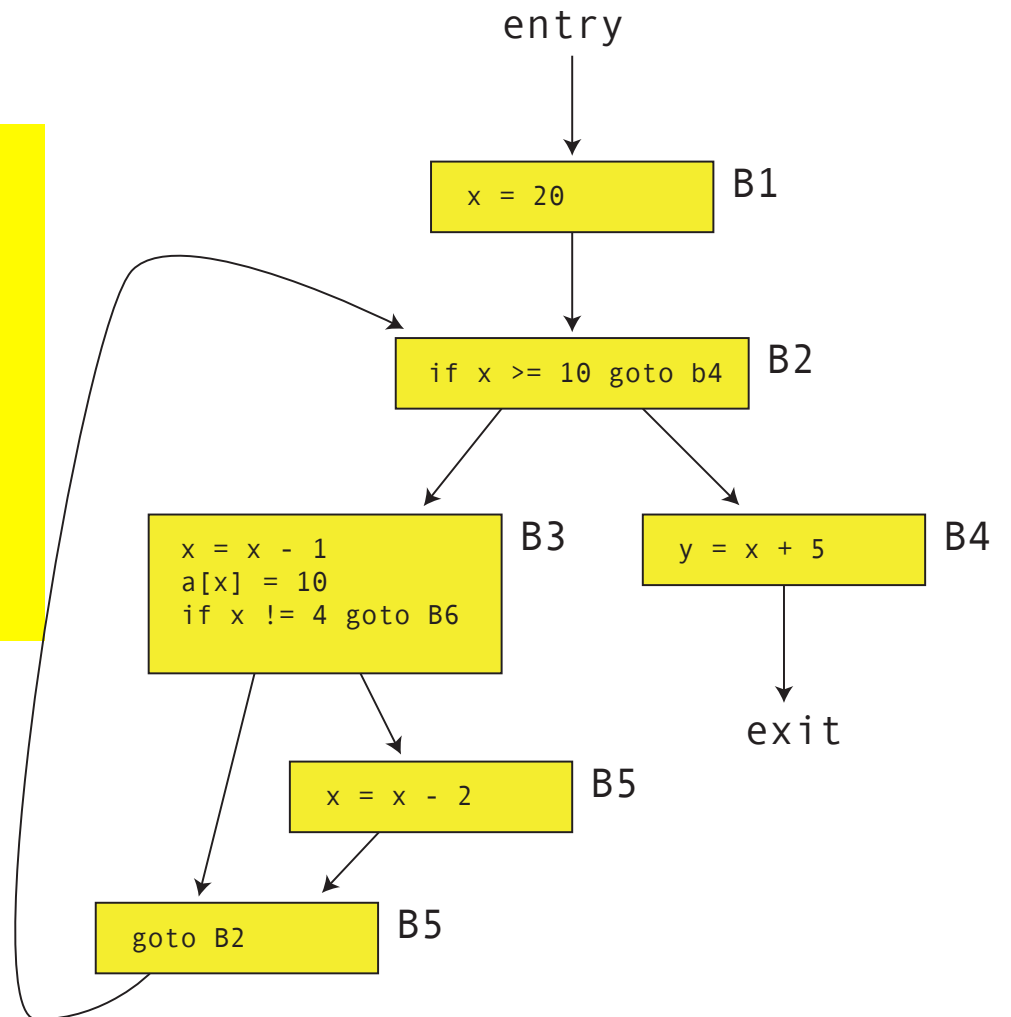 entry
x = 20
B1
if x >= 10 goto b4
B2
x = x - 1
a[x] = 10
if x != 4 goto B6
B3
y = x + 5
B4
exit
x = x - 2
B5
goto B2
B5